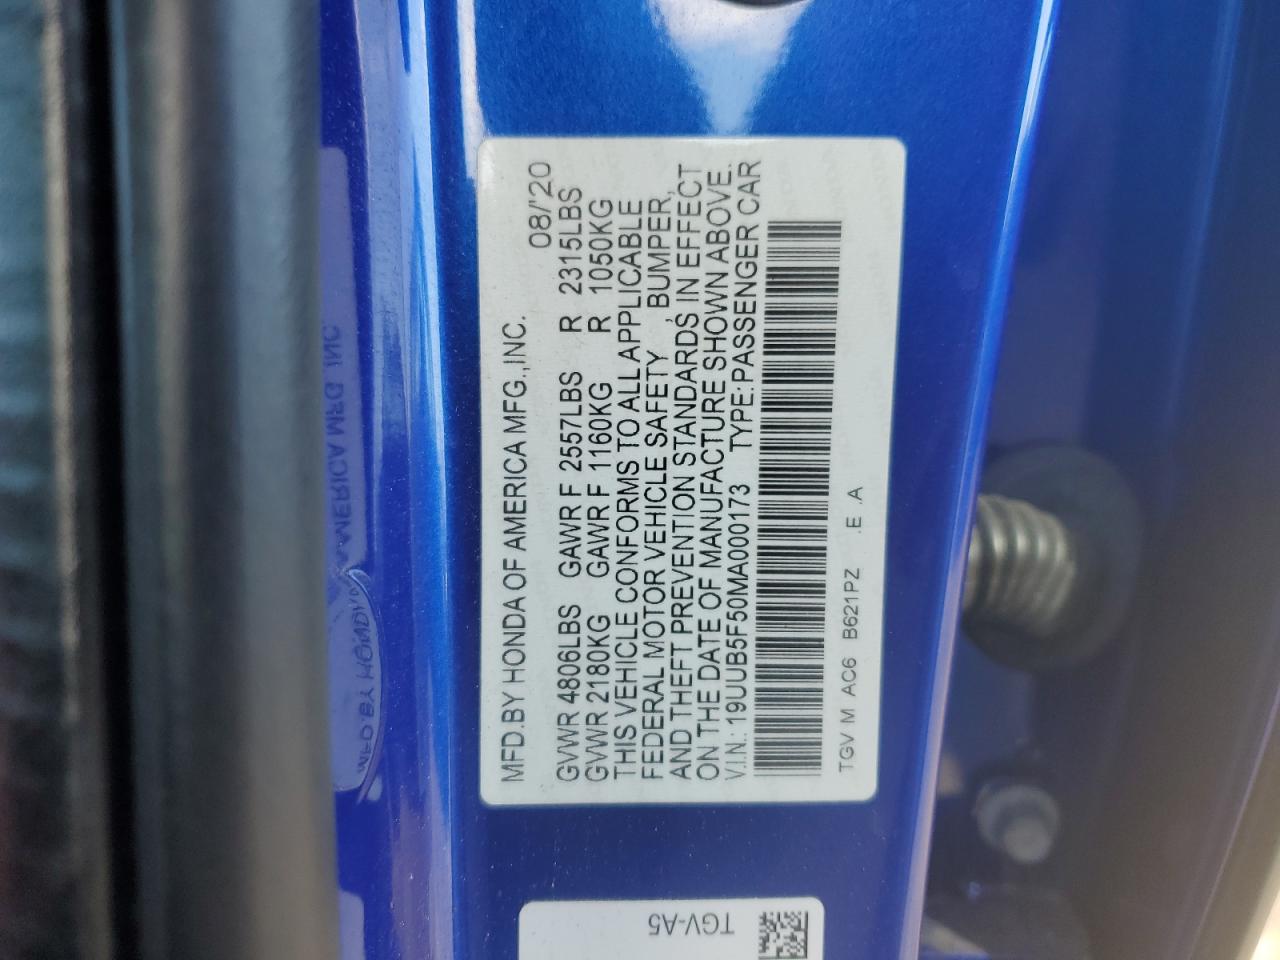 MFD.BY HONDA OF AMERICA MFG.,INC. 08/'20
GVWR 4806LBS GAWR F 2557LBS R 2315LBS
GVWR 2180KG GAWR F 1160KG R 1050KG
THIS VEHICLE CONFORMS TO ALL APPLICABLE
FEDERAL MOTOR VEHICLE SAFETY , BUMPER,
AND THEFT PREVENTION STANDARDS, IN EFFECT
ON THE DATE OF MANUFACTURE SHOWN ABOVE.
V.I.N.: 19UUB5F50MA000173 TYPE:PASSENGER CAR
TGV M AC6 B621PZ .E .A
TGV-A5